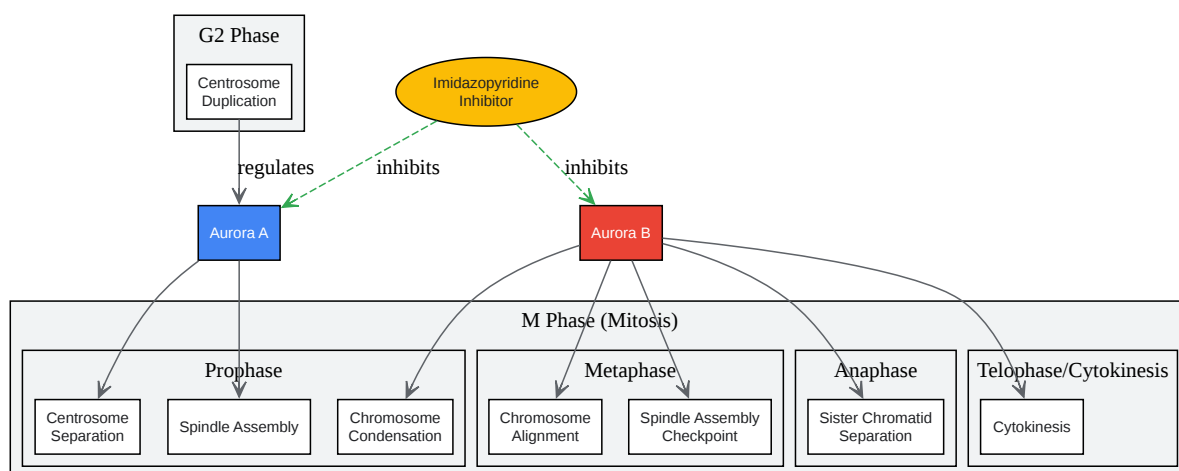 G2 Phase
Centrosome
Duplication
Imidazopyridine
Inhibitor
regulates
inhibits
inhibits
Aurora A
Aurora B
M Phase (Mitosis)
Prophase
Metaphase
Anaphase
Telophase/Cytokinesis
Centrosome
Separation
Spindle Assembly
Chromosome
Condensation
Chromosome
Alignment
Spindle Assembly
Checkpoint
Sister Chromatid
Separation
Cytokinesis